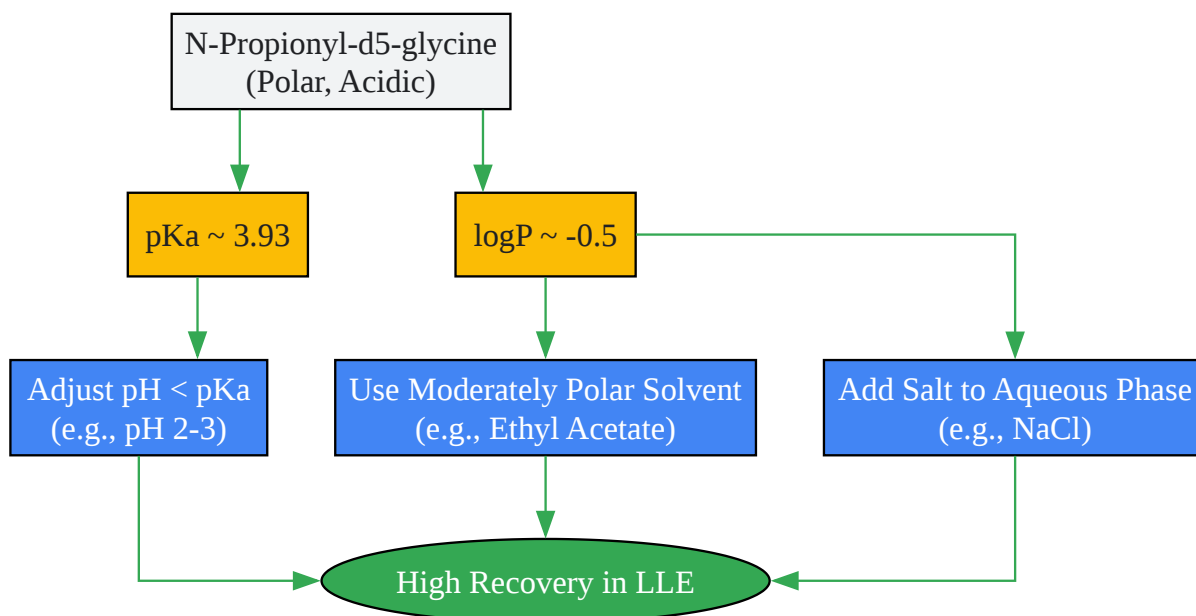 N-Propionyl-d5-glycine
(Polar, Acidic)
pKa ~ 3.93
logP ~ -0.5
Adjust pH < pKa
(e.g., pH 2-3)
Use Moderately Polar Solvent
(e.g., Ethyl Acetate)
Add Salt to Aqueous Phase
(e.g., NaCl)
High Recovery in LLE